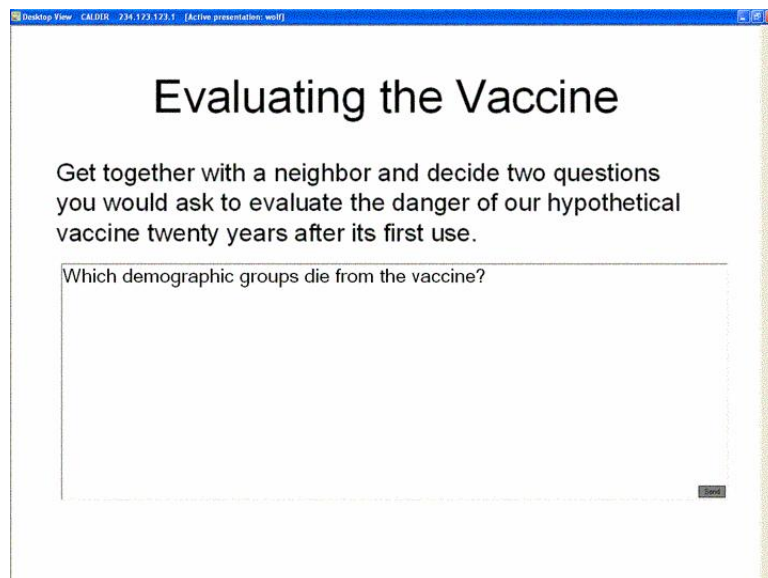 Desktop View CALDIR 234.123.123.1 [Active presentation: wolf]
Evaluating the Vaccine
Get together with a neighbor and decide two questions
you would ask to evaluate the danger of our hypothetical
vaccine twenty years after its first use.
Which demographic groups die from the vaccine?
Send